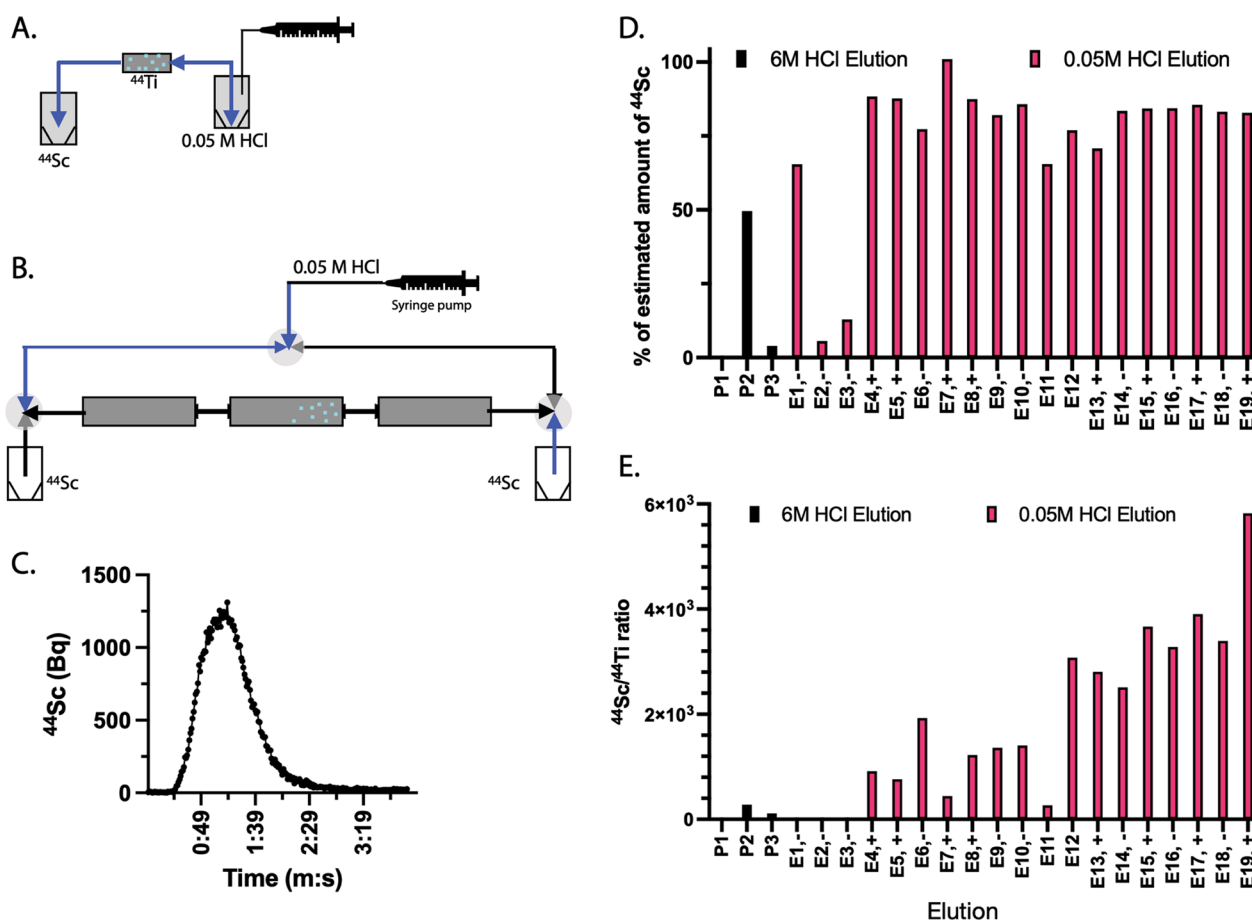 A.
⁴⁴Ti
⁴⁴Sc
0.05 M HCl
B.
0.05 M HCl
Syringe pump
⁴⁴Sc
⁴⁴Sc
C.
⁴⁴Sc (Bq)
1500
1000
500
0
0:49
1:39
2:29
3:19
Time (m:s)
D.
6M HCl Elution
0.05M HCl Elution
% of estimated amount of ⁴⁴Sc
100
50
0
P1
P2
P3
E1,-
E2,-
E3,-
E4,+
E5, +
E6,-
E7,+
E8,+
E9,-
E10,-
E11
E12
E13, +
E14, -
E15, +
E16, -
E17, +
E18, -
E19, +
E.
6M HCl Elution
0.05M HCl Elution
⁴⁴Sc/⁴⁴Ti ratio
6×10³
4×10³
2×10³
0
P1
P2
P3
E1,-
E2,-
E3,-
E4,+
E5, +
E6,-
E7,+
E8,+
E9,-
E10,-
E11
E12
E13, +
E14, -
E15, +
E16, -
E17, +
E18, -
E19, +
Elution